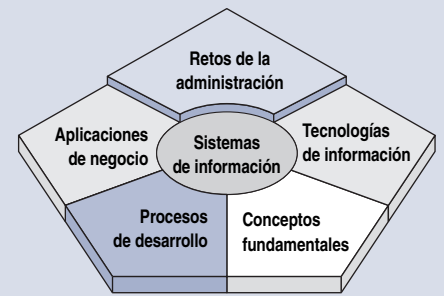 Retos de la
administración
Aplicaciones
de negocio
Sistemas
de información
Tecnologías
de información
Procesos
de desarrollo
Conceptos
fundamentales